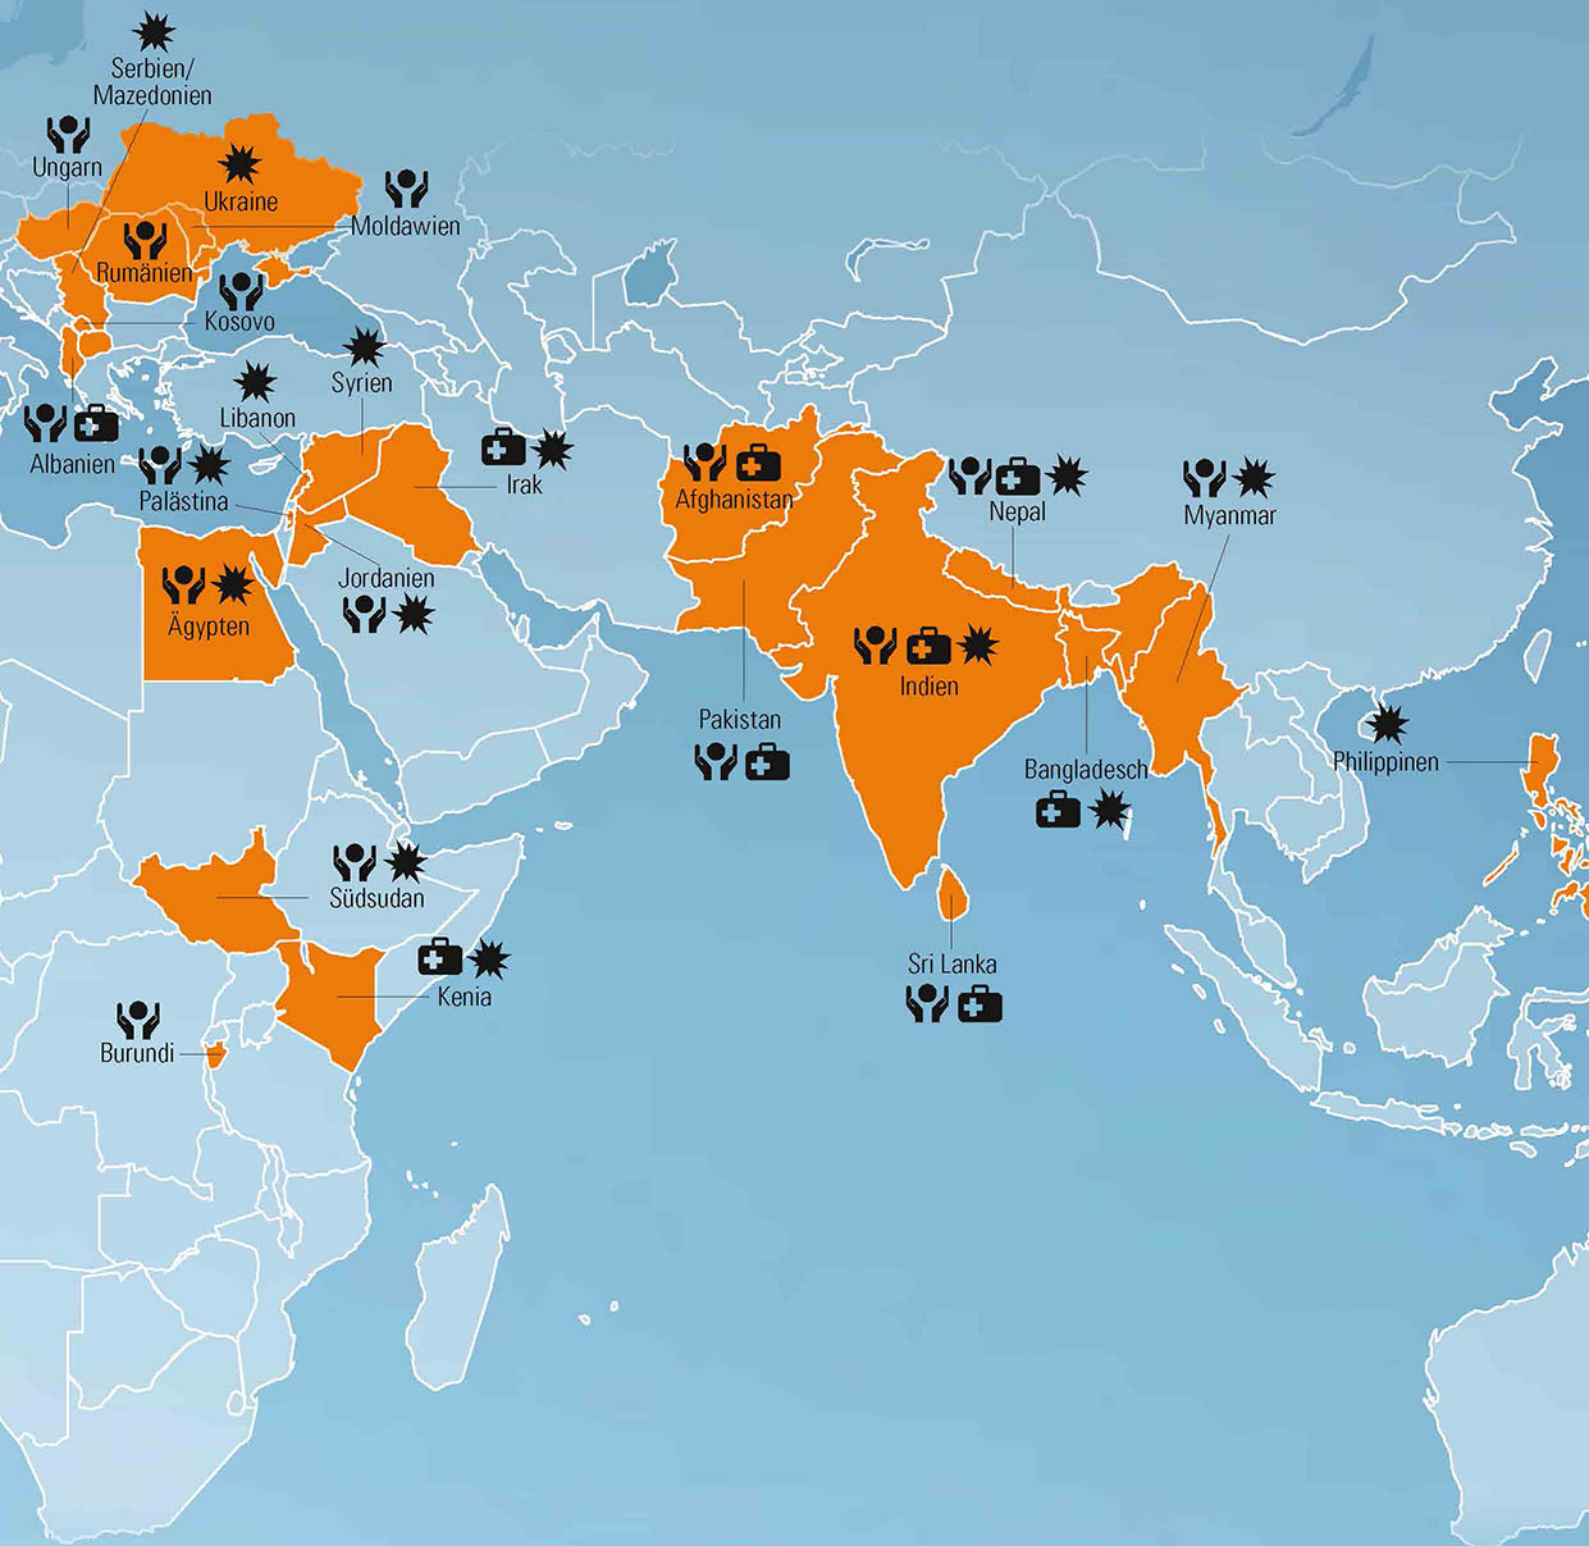 Serbien/
Mazedonien
Ungarn
Ukraine
Moldawien
Rumänien
Kosovo
Syrien
Libanon
Albanien
Palästina
Irak
Afghanistan
Nepal
Myanmar
Jordanien
Ägypten
Indien
Pakistan
Bangladesch
Philippinen
Südsudan
Sri Lanka
Kenia
Burundi